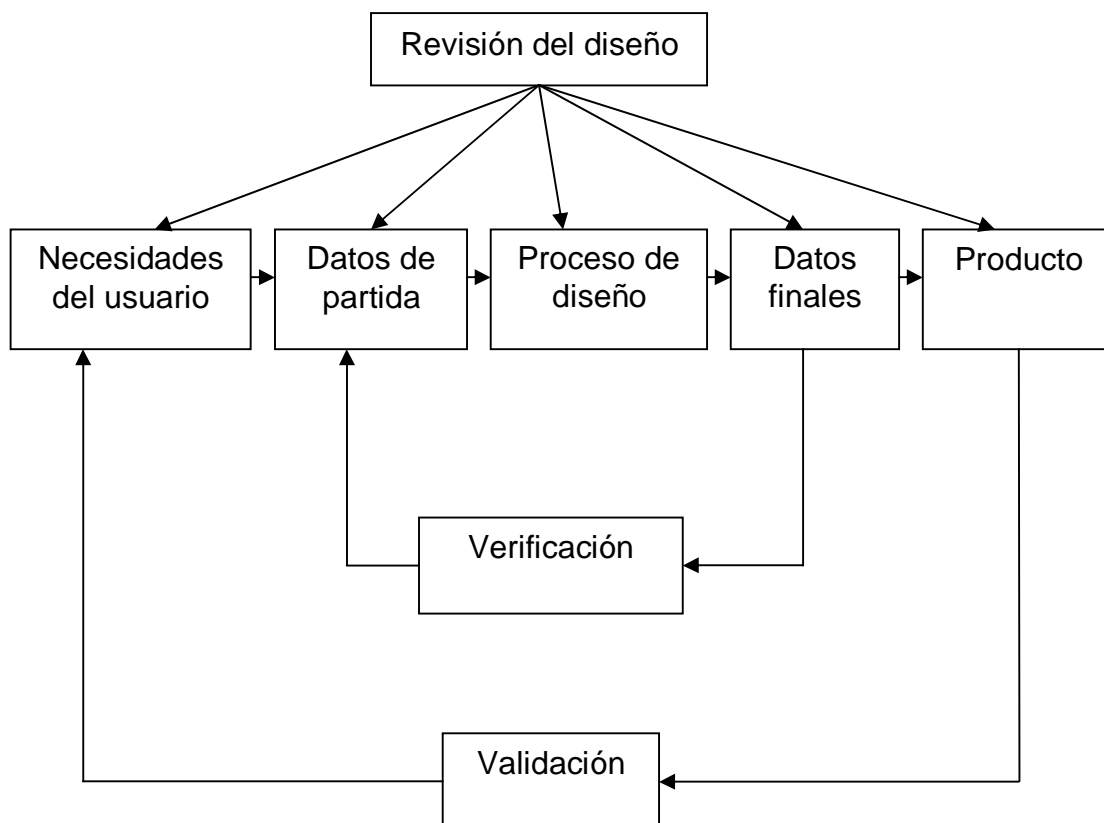 Revisión del diseño
Necesidades
del usuario
Datos de
partida
Proceso de
diseño
Datos
finales
Producto
Verificación
Validación